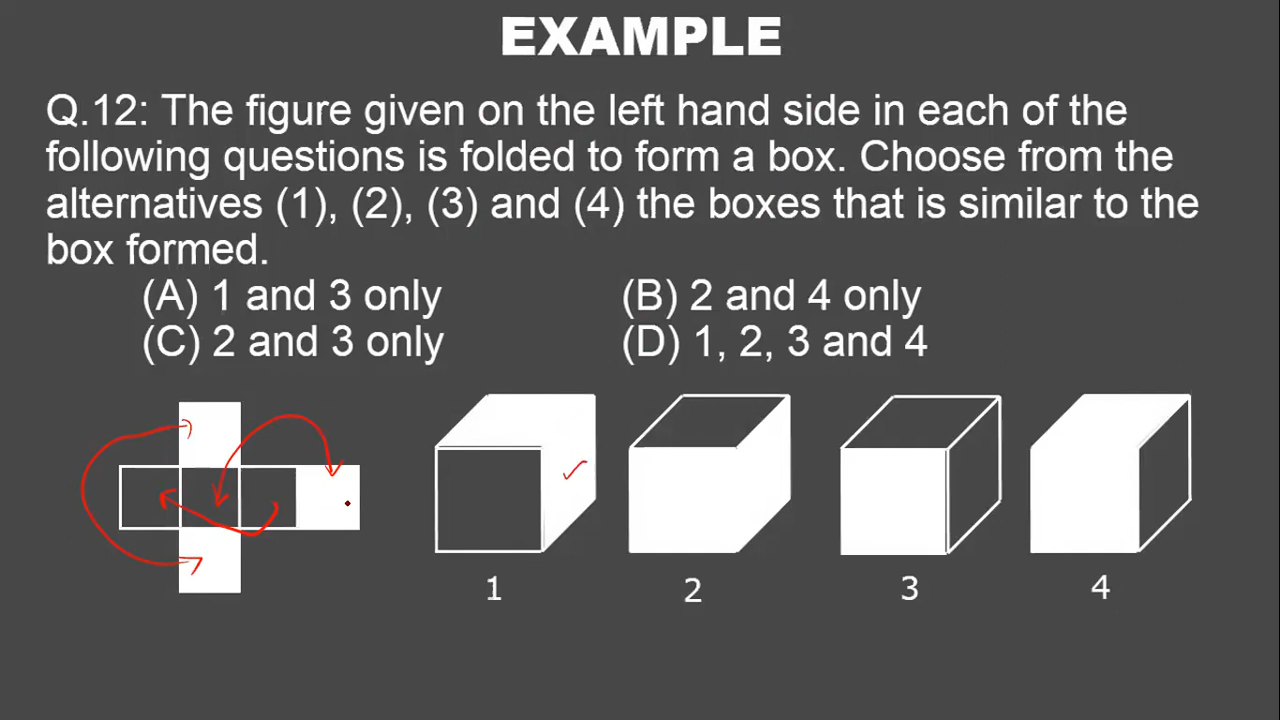 EXAMPLE
Q.12: The figure given on the left hand side in each of the
following questions is folded to form a box. Choose from the
alternatives (1), (2), (3) and (4) the boxes that is similar to the
box formed.
(A) 1 and 3 only (B) 2 and 4 only
(C) 2 and 3 only (D) 1, 2, 3 and 4
1 2 3 4